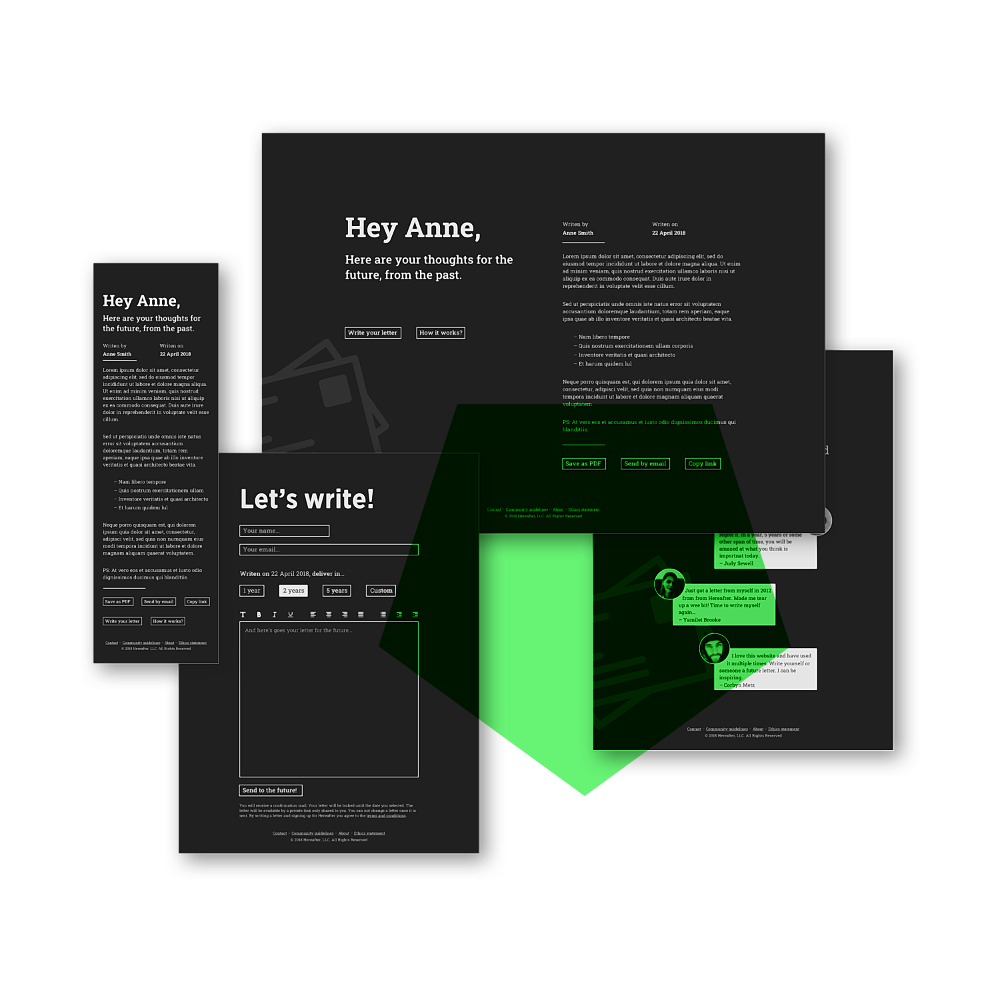 Hey Anne,
Here are your thoughts for the
future, from the past.
Write your letter
How it works?
Writen by
Anne Smith
Writen on
22 April 2018
Lorem ipsum dolor sit amet, consectetur adipiscing elit, sed do
eiusmod tempor incididunt ut labore et dolore magna aliqua. Ut enim
ad minim veniam, quis nostrud exercitation ullamco laboris nisi ut
aliquip ex ea commodo consequat. Duis aute irure dolor in
reprehenderit in voluptate velit esse cillum.
Sed ut perspiciatis unde omnis iste natus error sit voluptatem
accusantium doloremque laudantium, totam rem aperiam, eaque
ipsa quae ab illo inventore veritatis et quasi architecto beatae vitae.
– Nam libero tempore
– Quis nostrum exercitationem ullam corporis
– Inventore veritatis et quasi architecto
– Et harum quidem ful
Neque porro quisquam est, qui dolorem ipsum quia dolor sit amet,
consectetur, adipisci velit, sed quia non numquam eius modi
tempora incidunt ut labore et dolore magnam aliquam quaerat
voluptatem.
PS: At vero eos et accusamus et iusto odio dignissimos ducimus qui
blanditiis.
Save as PDF
Send by email
Copy link
Contact · Community guidelines · About · Ethics statement
© 2018 Hereafter, LLC. All Rights Reserved
Hey Anne,
Here are your thoughts for
the future, from the past.
Writen by
Anne Smith
Writen on
22 April 2018
Lorem ipsum dolor sit amet, consectetur
adipiscing elit, sed do eiusmod tempor
incididunt ut labore et dolore magna aliqua.
Ut enim ad minim veniam, quis nostrud
exercitation ullamco laboris nisi ut aliquip
ex ea commodo consequat. Duis aute irure
dolor in reprehenderit in voluptate velit esse
cillum.
Sed ut perspiciatis unde omnis iste natus
error sit voluptatem accusantium
doloremque laudantium, totam rem
aperiam, eaque ipsa quae ab illo inventore
veritatis et quasi architecto beatae vitae.
– Nam libero tempore
– Quis nostrum exercitationem ullam
– Inventore veritatis et quasi architecto
– Et harum quidem ful
Neque porro quisquam est, qui dolorem
ipsum quia dolor sit amet, consectetur,
adipisci velit, sed quia non numquam eius
modi tempora incidunt ut labore et dolore
magnam aliquam quaerat voluptatem.
PS: At vero eos et accusamus et iusto odio
dignissimos ducimus qui blanditiis.
Save as PDF
Send by email
Copy link
Write your letter
How it works?
Contact · Community guidelines · About · Ethics statement
© 2018 Hereafter, LLC. All Rights Reserved
Let’s write!
Your name...
Your email...
Writen on 22 April 2018, deliver in...
1 year
2 years
5 years
Custom
T B I U
And here's goes your letter for the future...
Send to the future!
You will receive a confirmation mail. Your letter will be locked until the date you selected. The
letter will be available by a private link only shared to you. You can not change a letter once it is
sent. By writing a letter and signing up for Hereafter you agree to the terms and conditions.
Contact · Community guidelines · About · Ethics statement
© 2018 Hereafter, LLC. All Rights Reserved
d
regret it. In a year, 5 years or some
other span of time, you will be
amazed at what you think is
important today.
– Judy Sewell
Just got a letter from myself in 2012
from from Hereafter. Made me tear
up a wee bit! Time to write myself
again...
– Yamilet Brooke
I love this website and have used
it multiple times. Write yourself or
someone a future letter. I can be
inspiring.
– Corbyn Metz
Contact · Community guidelines · About · Ethics statement
© 2018 Hereafter, LLC. All Rights Reserved